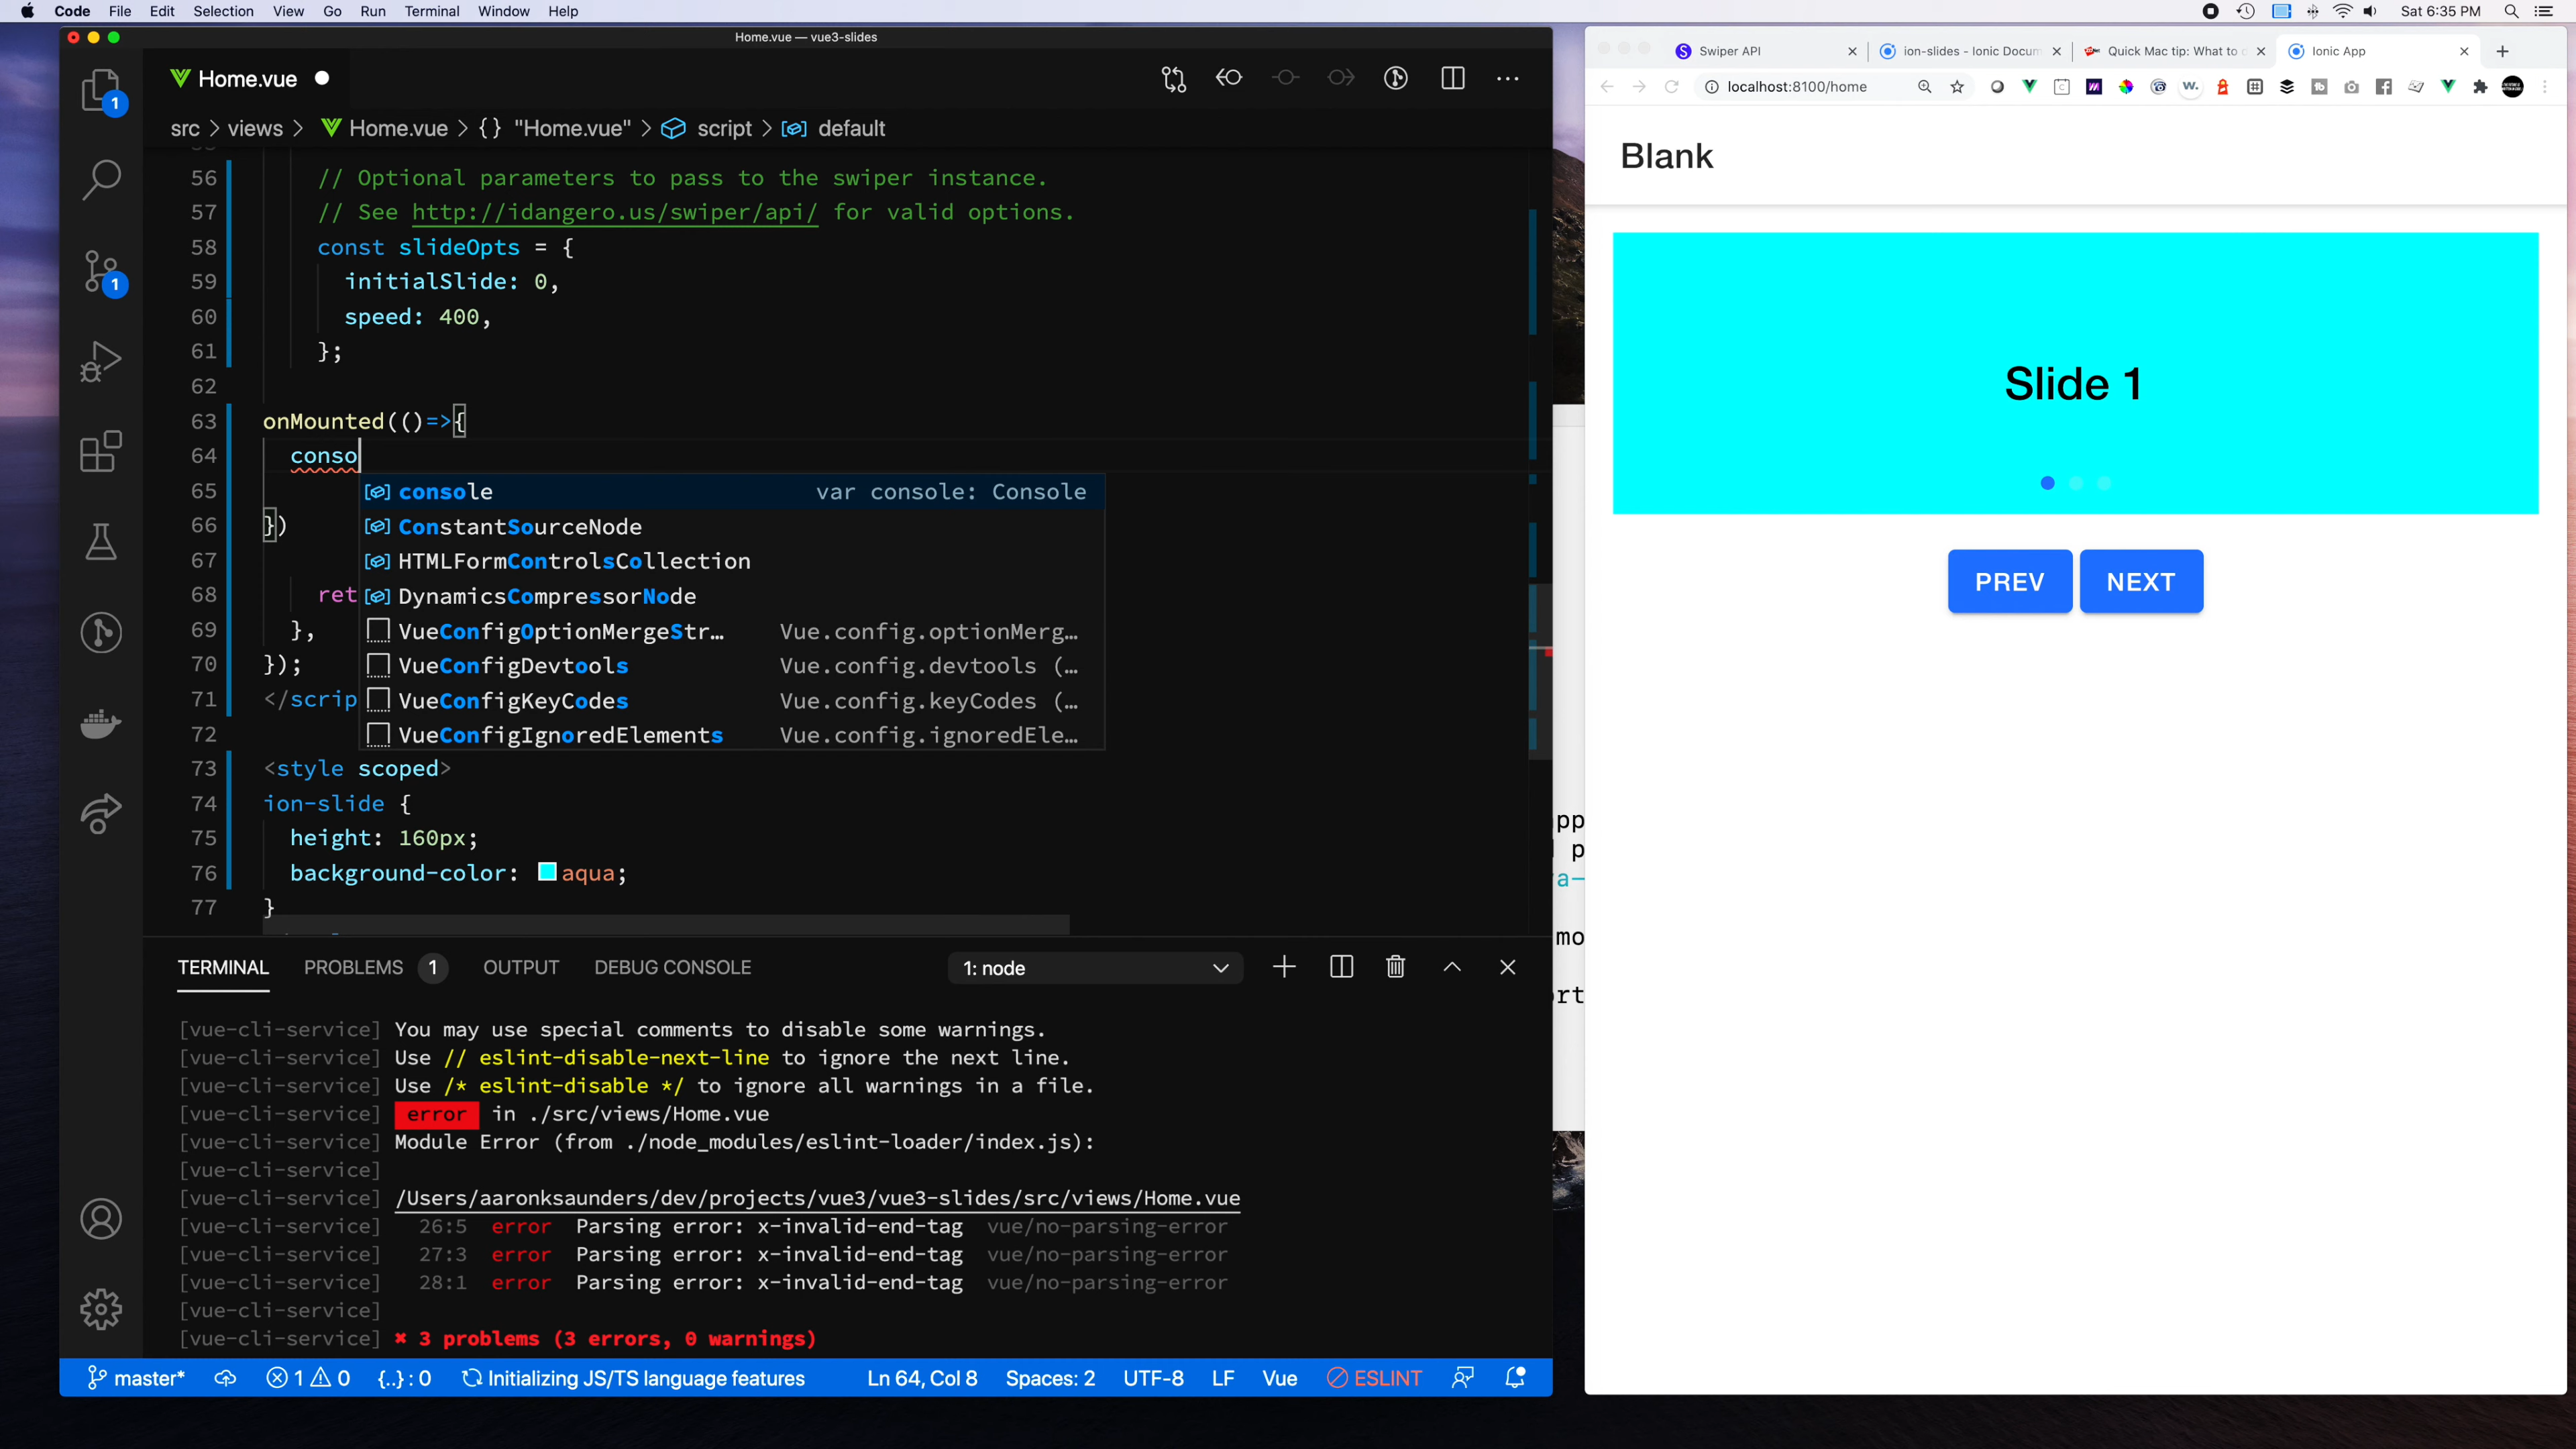 Code File Edit Selection View Go Run Terminal Window Help
Sat 6:35 PM
Home.vue — vue3-slides
Home.vue
src > views > Home.vue > {} "Home.vue" > script > default
56 // Optional parameters to pass to the swiper instance.
57 // See http://idangero.us/swiper/api/ for valid options.
58 const slideOpts = {
59 initialSlide: 0,
60 speed: 400,
61 };
62
63 onMounted(()=>{
64 conso
65
66 })
67
68 ret
69 },
70 });
71 </scrip
72
73 <style scoped>
74 ion-slide {
75 height: 160px;
76 background-color: aqua;
77 }
console var console: Console
ConstantSourceNode
HTMLFormControlsCollection
DynamicsCompressorNode
VueConfigOptionMergeStr… Vue.config.optionMerg…
VueConfigDevtools Vue.config.devtools (…
VueConfigKeyCodes Vue.config.keyCodes (…
VueConfigIgnoredElements Vue.config.ignoredEle…
TERMINAL PROBLEMS 1 OUTPUT DEBUG CONSOLE 1: node
[vue-cli-service] You may use special comments to disable some warnings.
[vue-cli-service] Use // eslint-disable-next-line to ignore the next line.
[vue-cli-service] Use /* eslint-disable */ to ignore all warnings in a file.
[vue-cli-service] error in ./src/views/Home.vue
[vue-cli-service] Module Error (from ./node_modules/eslint-loader/index.js):
[vue-cli-service]
[vue-cli-service] /Users/aaronksaunders/dev/projects/vue3/vue3-slides/src/views/Home.vue
[vue-cli-service] 26:5 error Parsing error: x-invalid-end-tag vue/no-parsing-error
[vue-cli-service] 27:3 error Parsing error: x-invalid-end-tag vue/no-parsing-error
[vue-cli-service] 28:1 error Parsing error: x-invalid-end-tag vue/no-parsing-error
[vue-cli-service]
[vue-cli-service] ✖ 3 problems (3 errors, 0 warnings)
master* 1 0 {..} : 0 Initializing JS/TS language features Ln 64, Col 8 Spaces: 2 UTF-8 LF Vue ESLINT
1
1
Swiper API ion-slides - Ionic Docum Quick Mac tip: What to Ionic App
localhost:8100/home
Blank
Slide 1
PREV NEXT
pp
p
a-
mo
ort